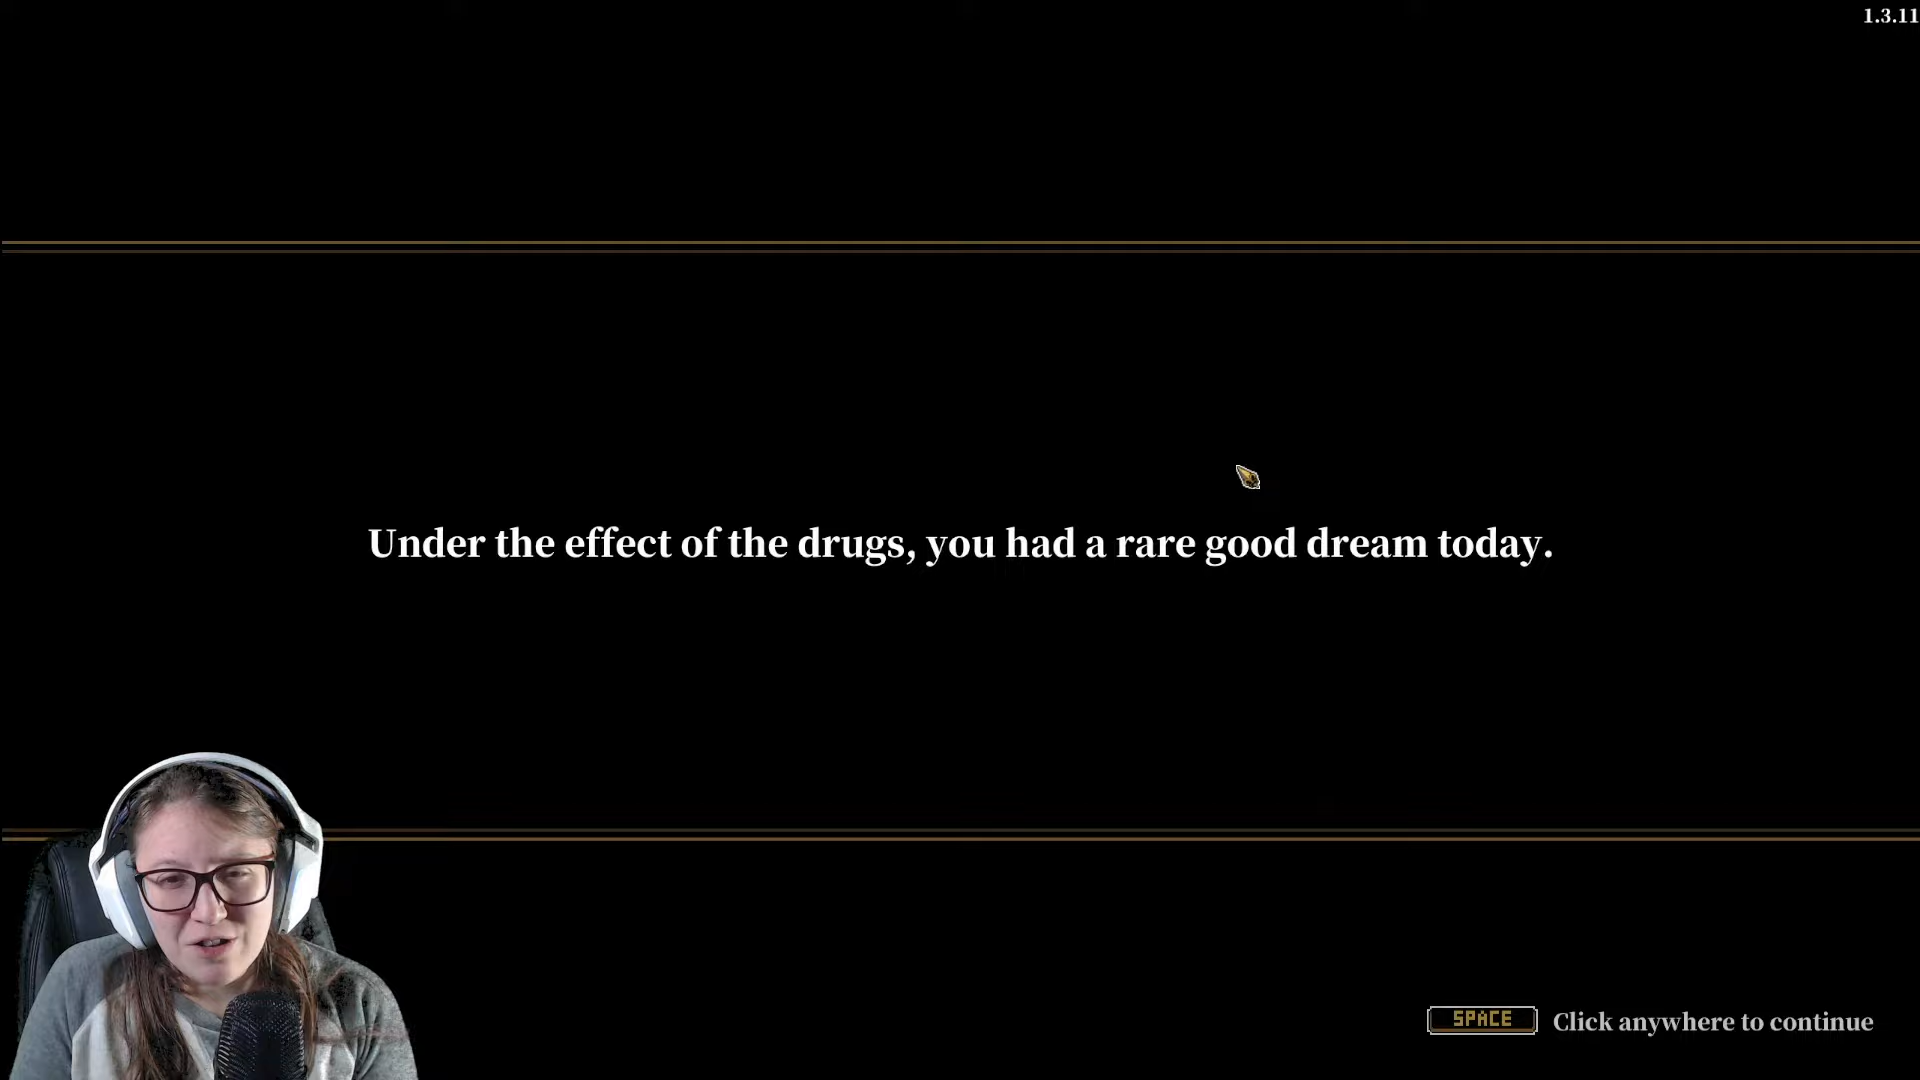 1.3.11
Under the effect of the drugs, you had a rare good dream today.
SPACE Click anywhere to continue